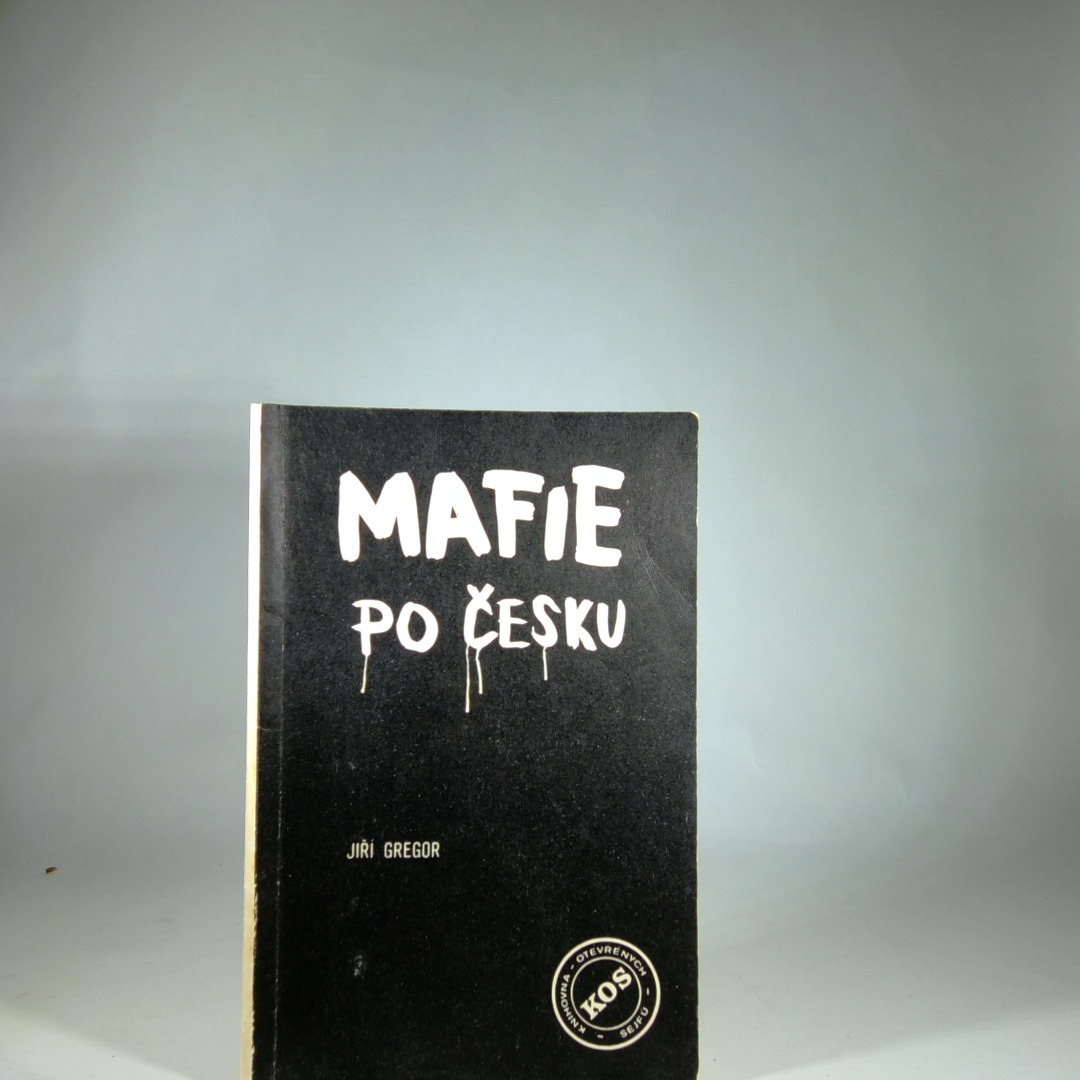 MAFIE
PO ČESKU
JIŘÍ GREGOR
KNIHOVNA - OTEVŘENÝCH - SEJFŮ -
KOS